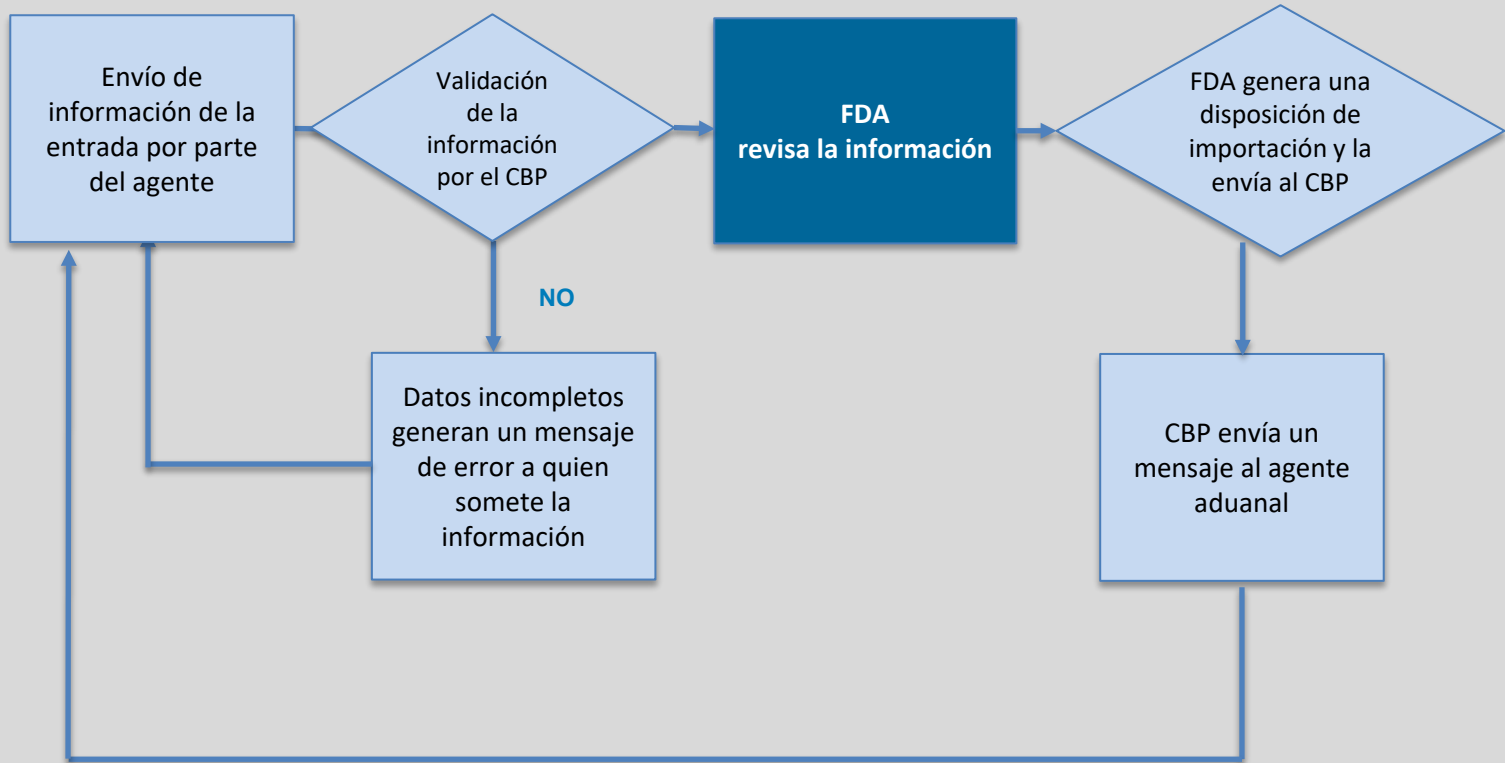 Envío de
información de la
entrada por parte
del agente
Validación
de la
información
por el CBP
FDA
revisa la información
FDA genera una
disposición de
importación y la
envía al CBP
NO
Datos incompletos
generan un mensaje
de error a quien
somete la
información
CBP envía un
mensaje al agente
aduanal